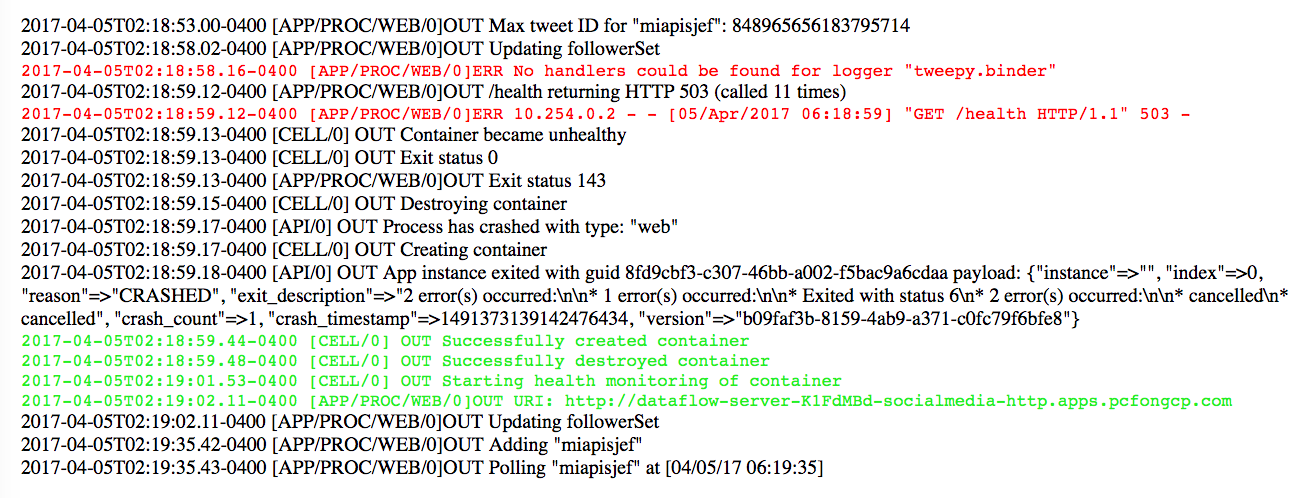 2017-04-05T02:18:53.00-0400 [APP/PROC/WEB/0]OUT Max tweet ID for "miapisjef": 848965656183795714
2017-04-05T02:18:58.02-0400 [APP/PROC/WEB/0]OUT Updating followerSet
2017-04-05T02:18:58.16-0400 [APP/PROC/WEB/0]ERR No handlers could be found for logger "tweepy.binder"
2017-04-05T02:18:59.12-0400 [APP/PROC/WEB/0]OUT /health returning HTTP 503 (called 11 times)
2017-04-05T02:18:59.12-0400 [APP/PROC/WEB/0]ERR 10.254.0.2 - - [05/Apr/2017 06:18:59] "GET /health HTTP/1.1" 503 -
2017-04-05T02:18:59.13-0400 [CELL/0] OUT Container became unhealthy
2017-04-05T02:18:59.13-0400 [CELL/0] OUT Exit status 0
2017-04-05T02:18:59.13-0400 [APP/PROC/WEB/0]OUT Exit status 143
2017-04-05T02:18:59.15-0400 [CELL/0] OUT Destroying container
2017-04-05T02:18:59.17-0400 [API/0] OUT Process has crashed with type: "web"
2017-04-05T02:18:59.17-0400 [CELL/0] OUT Creating container
2017-04-05T02:18:59.18-0400 [API/0] OUT App instance exited with guid 8fd9cbf3-c307-46bb-a002-f5bac9a6cdaa payload: {"instance"=>"", "index"=>0,
"reason"=>"CRASHED", "exit_description"=>"2 error(s) occurred:\n\n* 1 error(s) occurred:\n\n* Exited with status 6\n* 2 error(s) occurred:\n\n* cancelled\n*
cancelled", "crash_count"=>1, "crash_timestamp"=>1491373139142476434, "version"=>"b09faf3b-8159-4ab9-a371-c0fc79f6bfe8"}
2017-04-05T02:18:59.44-0400 [CELL/0] OUT Successfully created container
2017-04-05T02:18:59.48-0400 [CELL/0] OUT Successfully destroyed container
2017-04-05T02:19:01.53-0400 [CELL/0] OUT Starting health monitoring of container
2017-04-05T02:19:02.11-0400 [APP/PROC/WEB/0]OUT URI: http://dataflow-server-K1FdMBd-socialmedia-http.apps.pcfongcp.com
2017-04-05T02:19:02.11-0400 [APP/PROC/WEB/0]OUT Updating followerSet
2017-04-05T02:19:35.42-0400 [APP/PROC/WEB/0]OUT Adding "miapisjef"
2017-04-05T02:19:35.43-0400 [APP/PROC/WEB/0]OUT Polling "miapisjef" at [04/05/17 06:19:35]